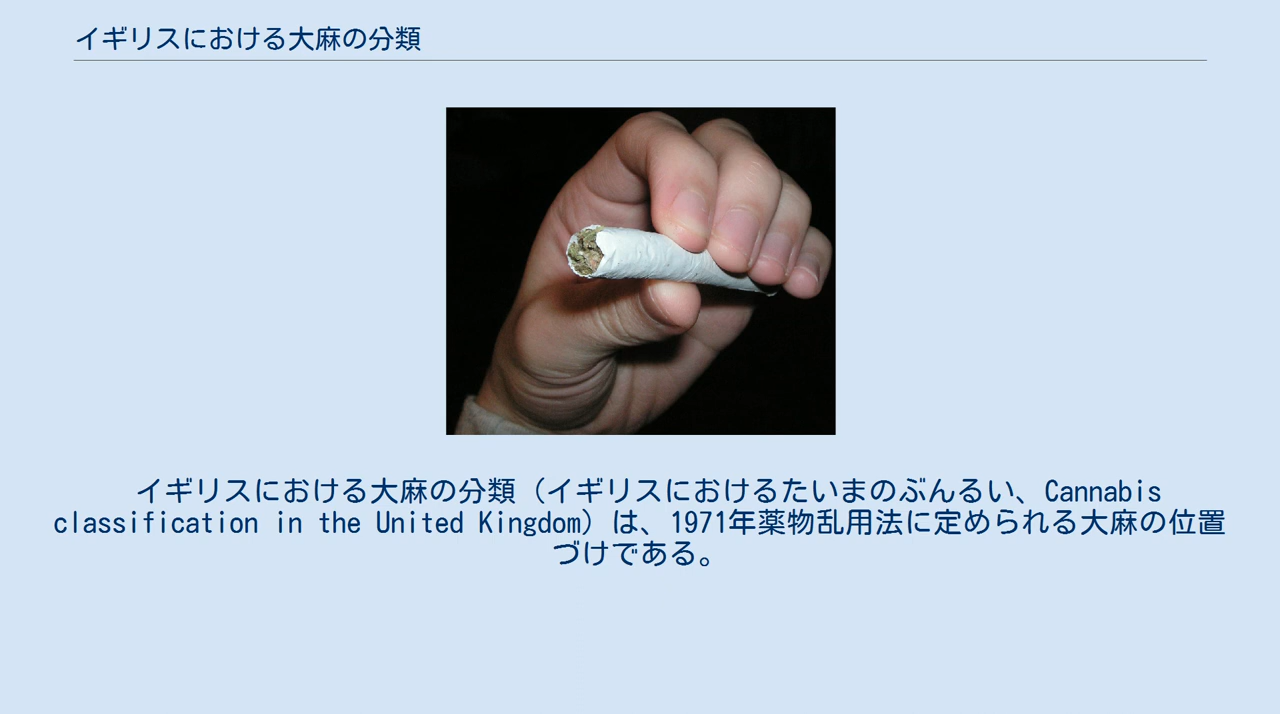 イギリスにおける大麻の分類
イギリスにおける大麻の分類（イギリスにおけるたいまのぶんるい、Cannabis
classification in the United Kingdom）は、1971年薬物乱用法に定められる大麻の位置
づけである。